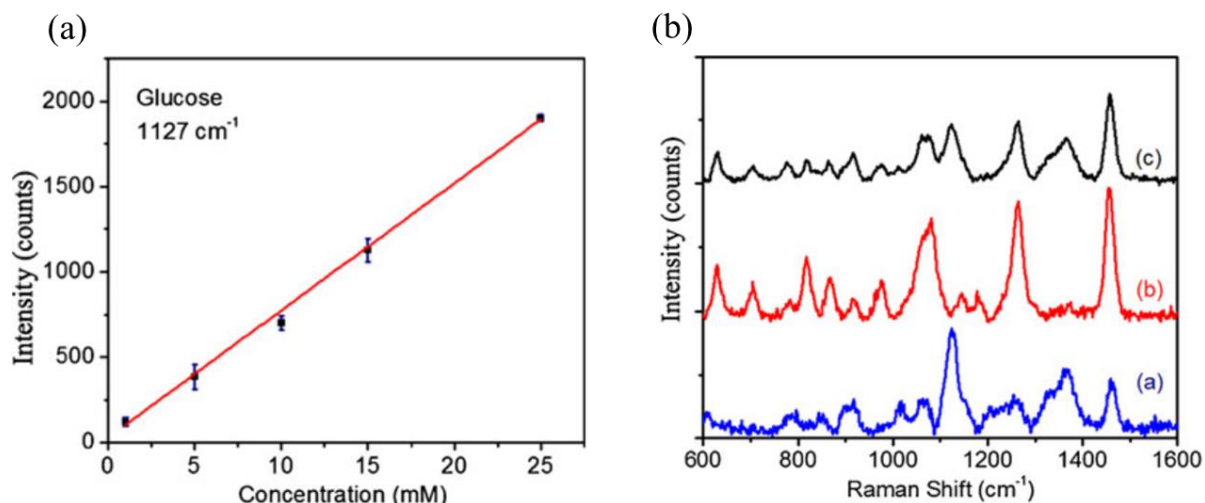 (a)
Glucose
1127 cm⁻¹
2000
1500
1000
500
0
Intensity (counts)
0 5 10 15 20 25
Concentration (mM)
(b)
Intensity (counts)
(c)
(b)
(a)
600 800 1000 1200 1400 1600
Raman Shift (cm⁻¹)